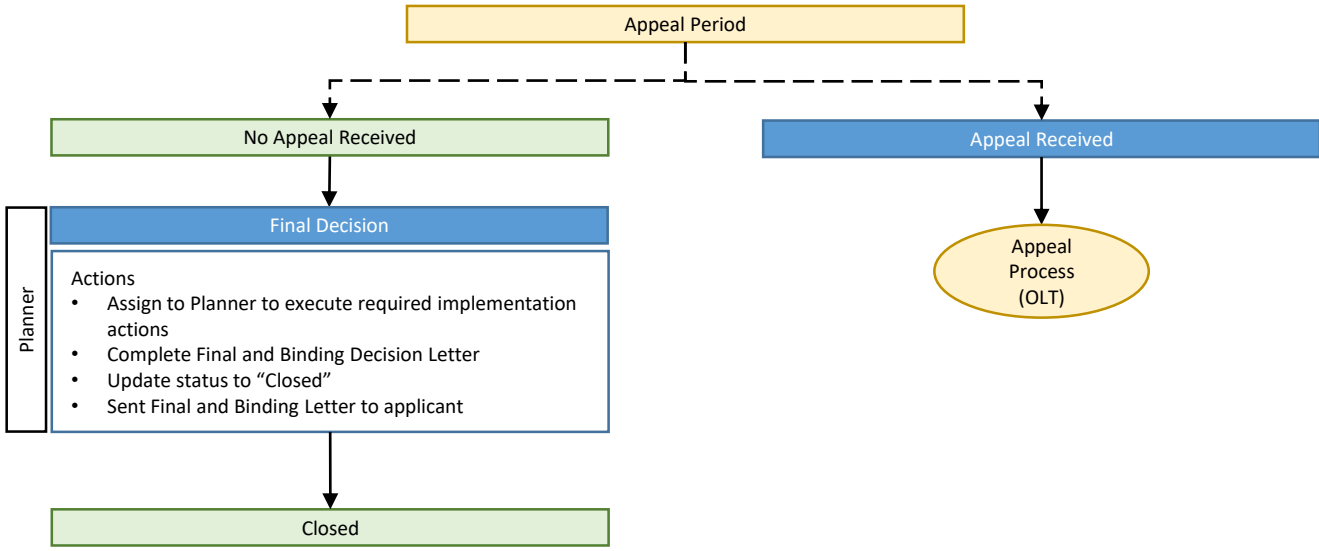 Appeal Period
No Appeal Received
Appeal Received
Final Decision
Planner
Actions
• Assign to Planner to execute required implementation
actions
• Complete Final and Binding Decision Letter
• Update status to “Closed”
• Sent Final and Binding Letter to applicant
Appeal
Process
(OLT)
Closed